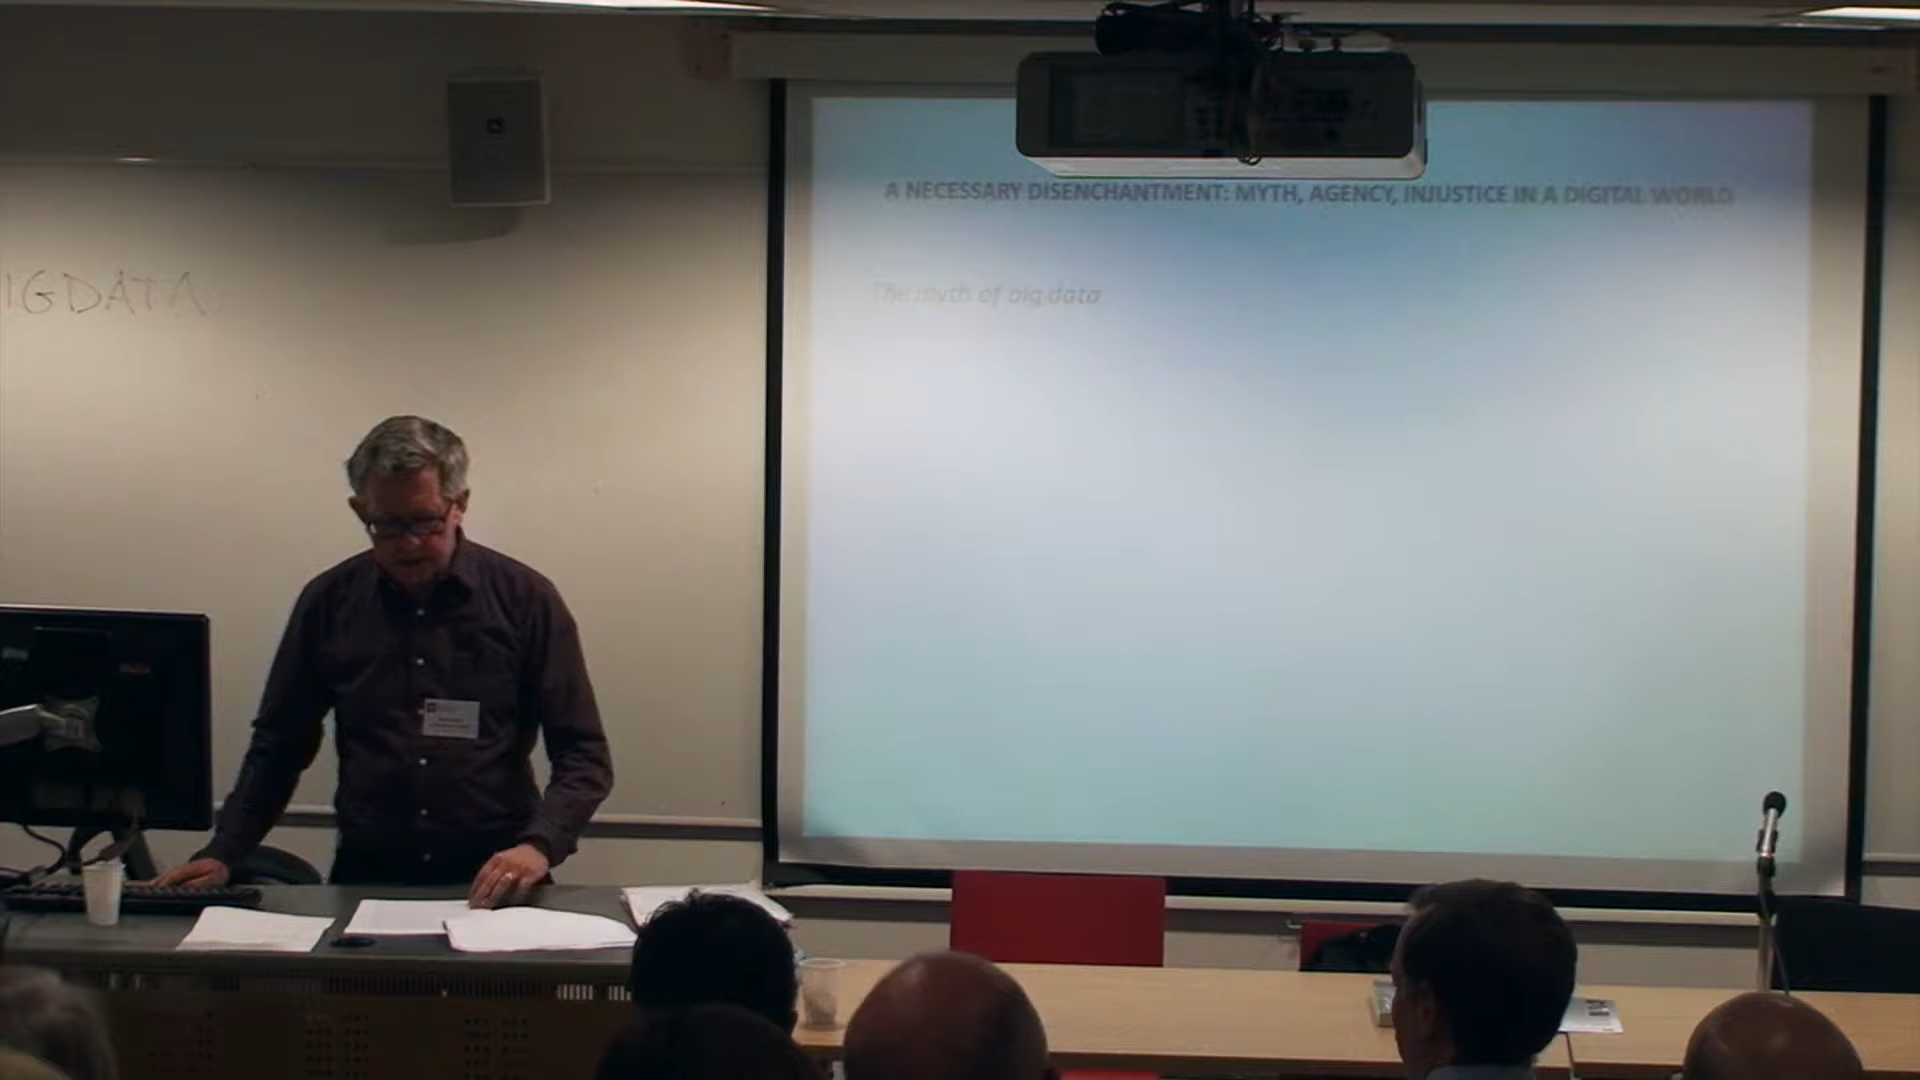 A NECESSARY DISENCHANTMENT: MYTH, AGENCY, INJUSTICE IN A DIGITAL WORLD
The myth of big data
IGDATA